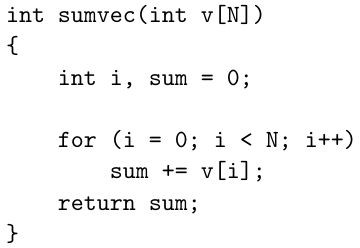 int sumvec(int v[N])
{
    int i, sum = 0;

    for (i = 0; i < N; i++)
        sum += v[i];
    return sum;
}